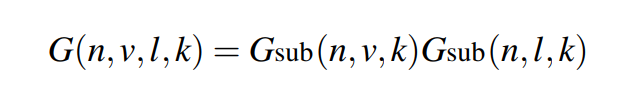 G(n, v, l, k) = Gsub(n, v, k)Gsub(n, l, k)